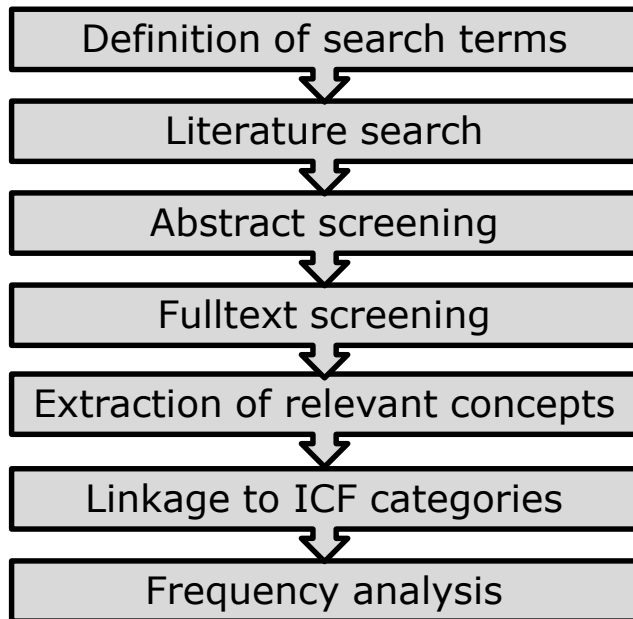 Definition of search terms
Literature search
Abstract screening
Fulltext screening
Extraction of relevant concepts
Linkage to ICF categories
Frequency analysis